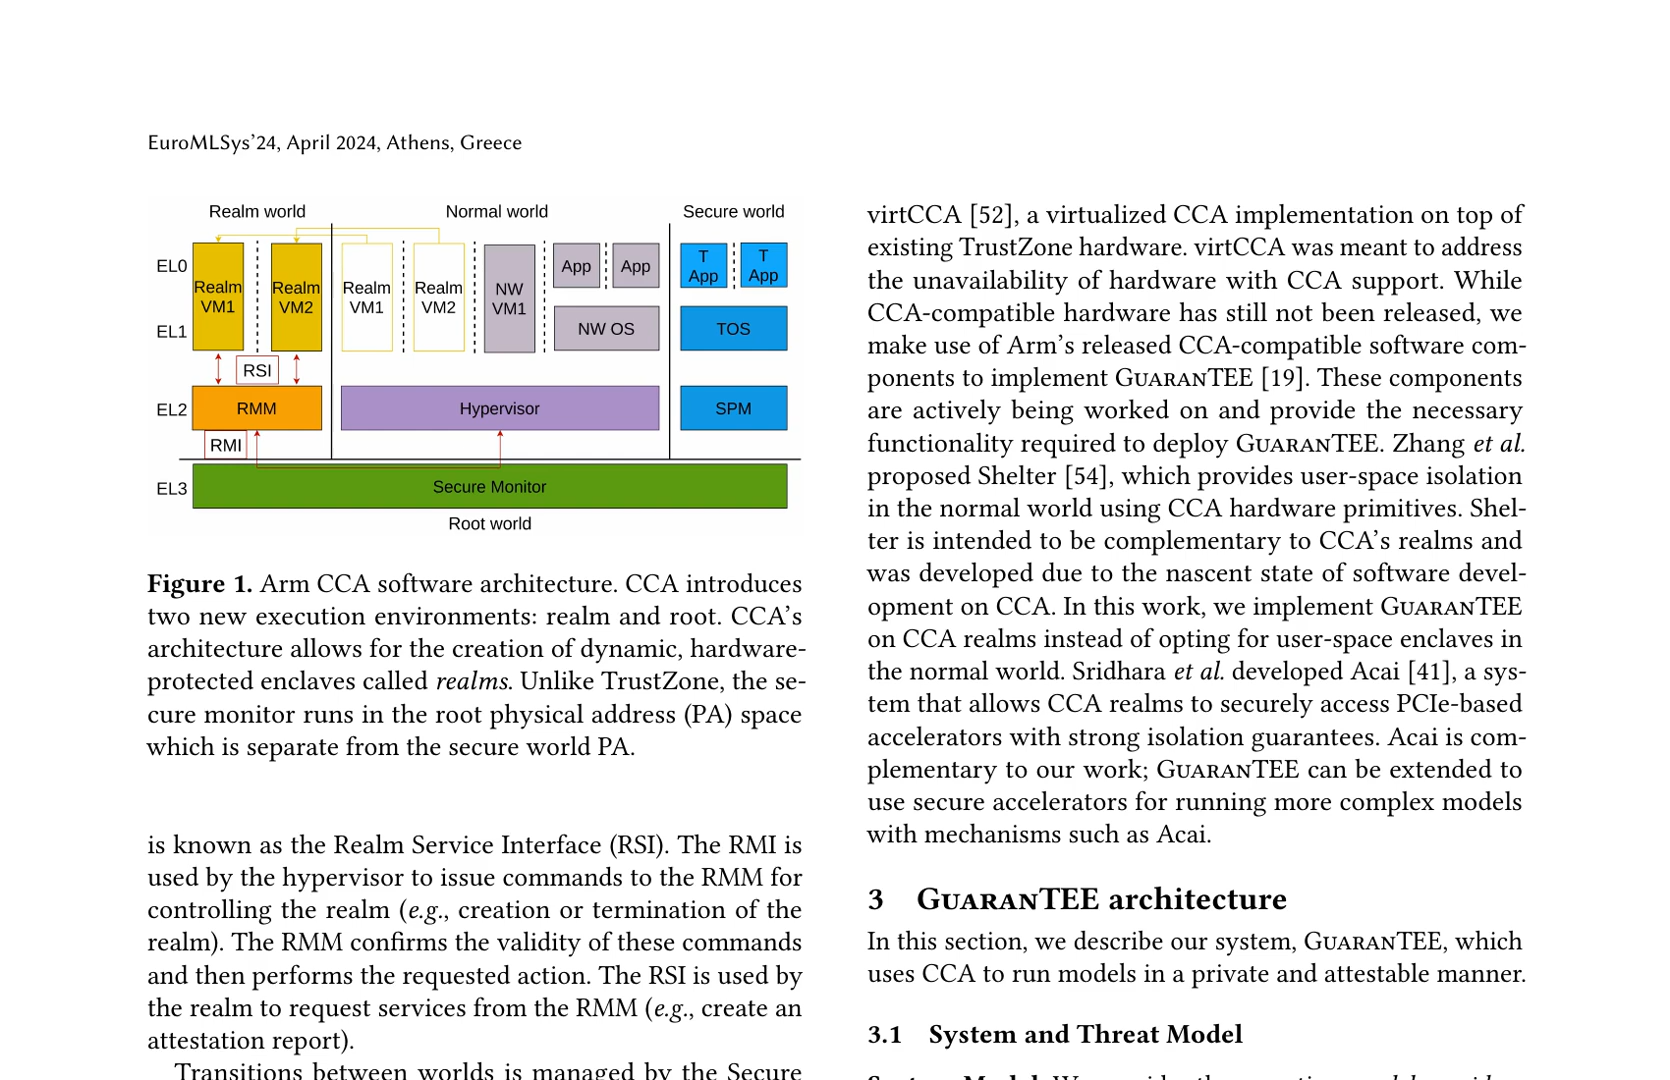 EuroMLSys’24, April 2024, Athens, Greece
Realm world
Normal world
Secure world
EL0
EL1
EL2
EL3
Realm
VM1
Realm
VM2
Realm
VM1
Realm
VM2
NW
VM1
App
App
NW OS
T
App
T
App
TOS
RSI
RMM
Hypervisor
SPM
RMI
Secure Monitor
Root world
Figure 1. Arm CCA software architecture. CCA introduces
two new execution environments: realm and root. CCA’s
architecture allows for the creation of dynamic, hardware-
protected enclaves called realms. Unlike TrustZone, the se-
cure monitor runs in the root physical address (PA) space
which is separate from the secure world PA.
is known as the Realm Service Interface (RSI). The RMI is
used by the hypervisor to issue commands to the RMM for
controlling the realm (e.g., creation or termination of the
realm). The RMM confirms the validity of these commands
and then performs the requested action. The RSI is used by
the realm to request services from the RMM (e.g., create an
attestation report).
Transitions between worlds is managed by the Secure
virtCCA [52], a virtualized CCA implementation on top of
existing TrustZone hardware. virtCCA was meant to address
the unavailability of hardware with CCA support. While
CCA-compatible hardware has still not been released, we
make use of Arm’s released CCA-compatible software com-
ponents to implement GuaranTEE [19]. These components
are actively being worked on and provide the necessary
functionality required to deploy GuaranTEE. Zhang et al.
proposed Shelter [54], which provides user-space isolation
in the normal world using CCA hardware primitives. Shel-
ter is intended to be complementary to CCA’s realms and
was developed due to the nascent state of software devel-
opment on CCA. In this work, we implement GuaranTEE
on CCA realms instead of opting for user-space enclaves in
the normal world. Sridhara et al. developed Acai [41], a sys-
tem that allows CCA realms to securely access PCIe-based
accelerators with strong isolation guarantees. Acai is com-
plementary to our work; GuaranTEE can be extended to
use secure accelerators for running more complex models
with mechanisms such as Acai.
3 GuaranTEE architecture
In this section, we describe our system, GuaranTEE, which
uses CCA to run models in a private and attestable manner.
3.1 System and Threat Model